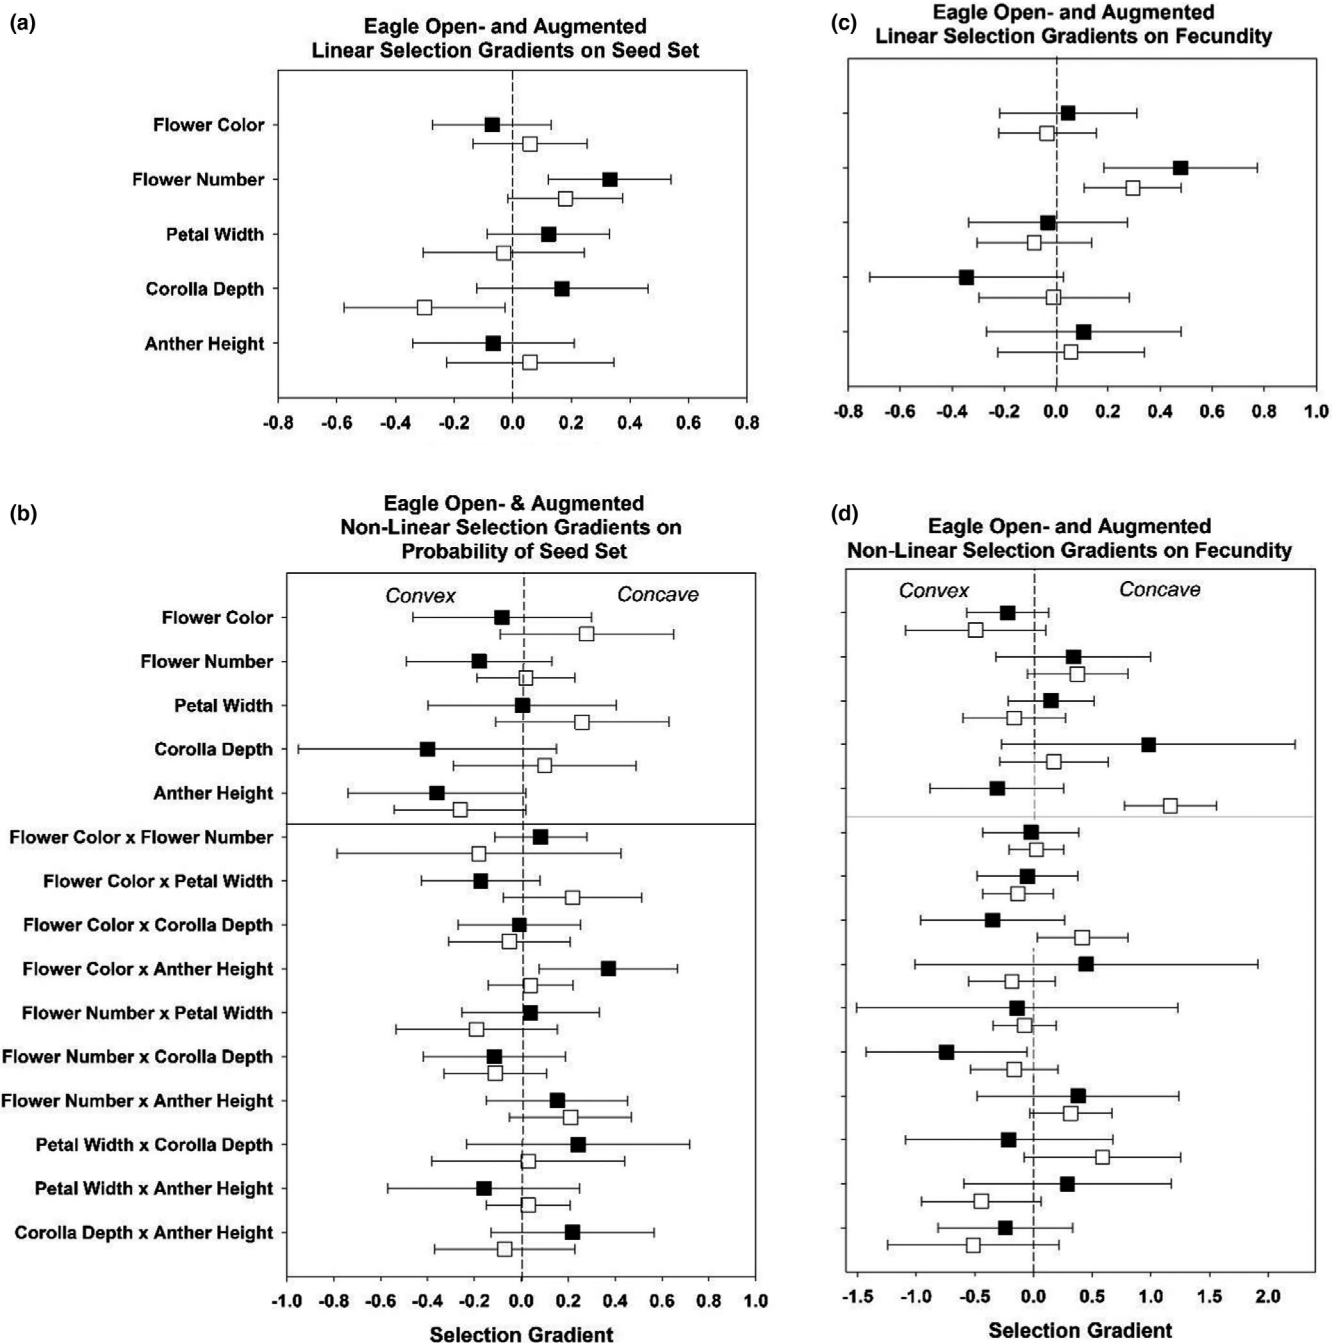 (a)
Eagle Open- and Augmented
Linear Selection Gradients on Seed Set
Flower Color
Flower Number
Petal Width
Corolla Depth
Anther Height
-0.8 -0.6 -0.4 -0.2 0.0 0.2 0.4 0.6 0.8
(c)
Eagle Open- and Augmented
Linear Selection Gradients on Fecundity
-0.8 -0.6 -0.4 -0.2 0.0 0.2 0.4 0.6 0.8 1.0
(b)
Eagle Open- & Augmented
Non-Linear Selection Gradients on
Probability of Seed Set
Convex Concave
Flower Color
Flower Number
Petal Width
Corolla Depth
Anther Height
Flower Color x Flower Number
Flower Color x Petal Width
Flower Color x Corolla Depth
Flower Color x Anther Height
Flower Number x Petal Width
Flower Number x Corolla Depth
Flower Number x Anther Height
Petal Width x Corolla Depth
Petal Width x Anther Height
Corolla Depth x Anther Height
-1.0 -0.8 -0.6 -0.4 -0.2 0.0 0.2 0.4 0.6 0.8 1.0
Selection Gradient
(d)
Eagle Open- and Augmented
Non-Linear Selection Gradients on Fecundity
Convex Concave
-1.5 -1.0 -0.5 0.0 0.5 1.0 1.5 2.0
Selection Gradient